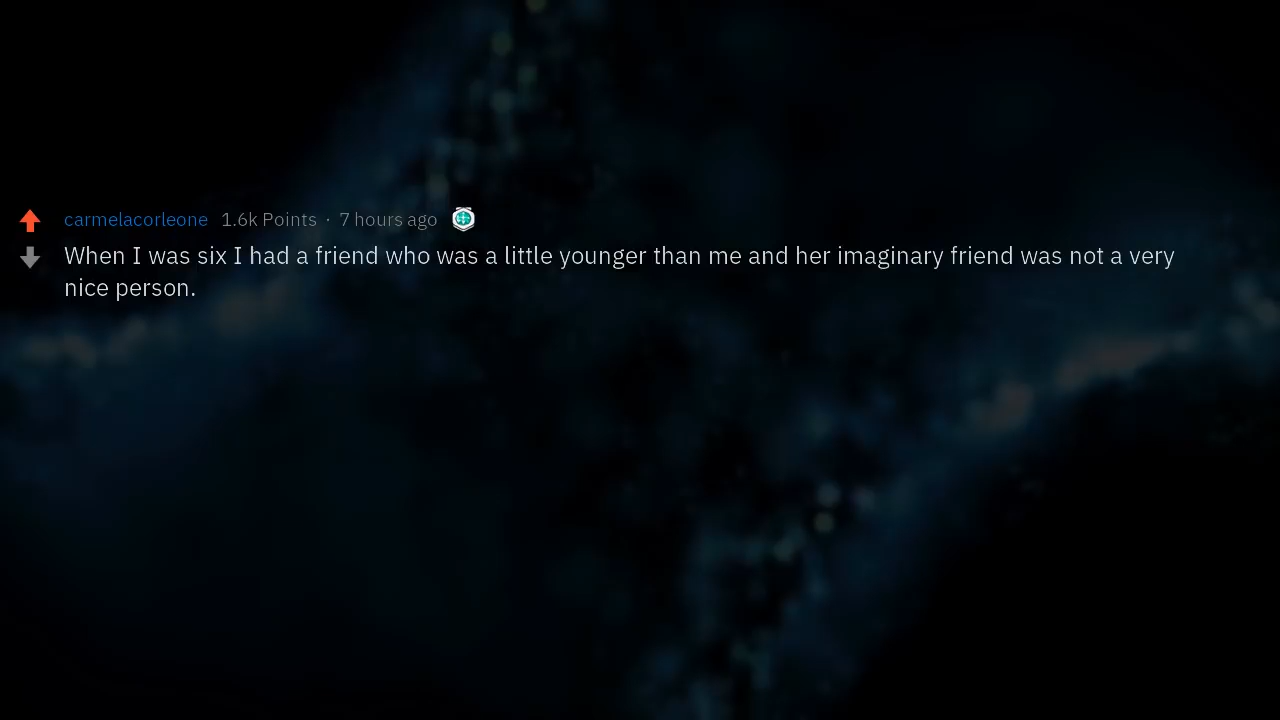 carmelacorleone 1.6k Points · 7 hours ago
When I was six I had a friend who was a little younger than me and her imaginary friend was not a very
nice person.